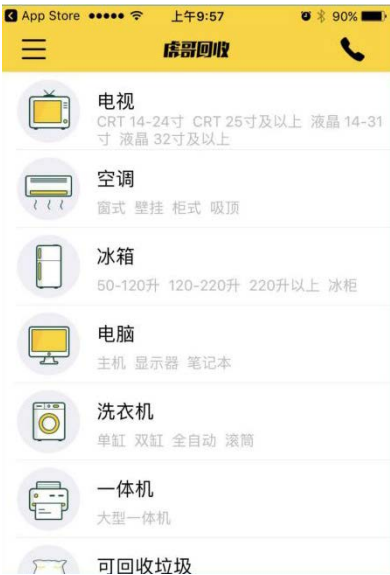 App Store 上午9:57 90%
虎哥回收
电视
CRT 14-24寸 CRT 25寸及以上 液晶 14-31
寸 液晶 32寸及以上
空调
窗式 壁挂 柜式 吸顶
冰箱
50-120升 120-220升 220升以上 冰柜
电脑
主机 显示器 笔记本
洗衣机
单缸 双缸 全自动 滚筒
一体机
大型一体机
可回收垃圾